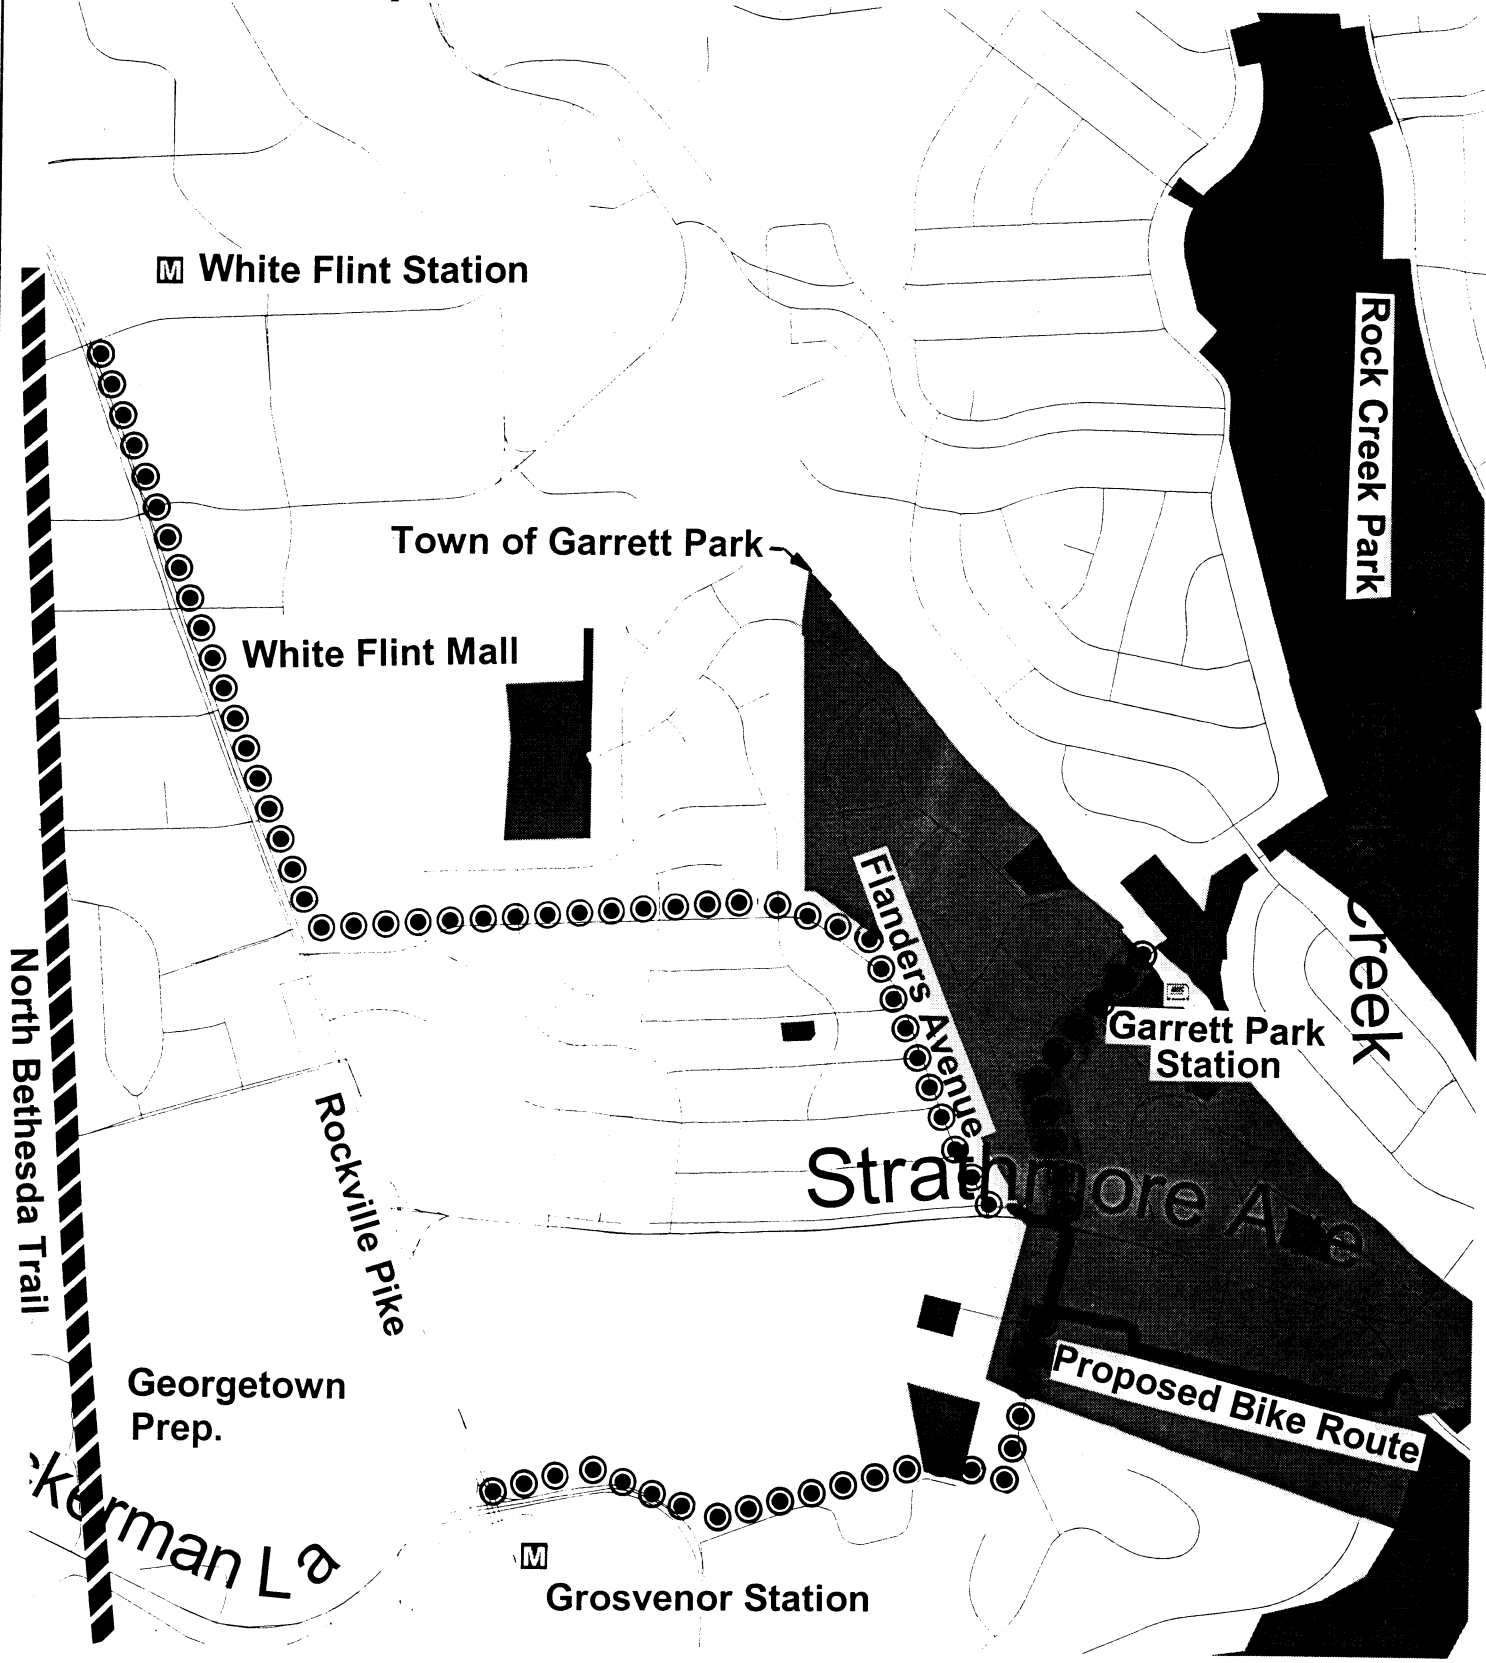 M White Flint Station
Rock Creek Park
Town of Garrett Park
White Flint Mall
Flanders Avenue
Creek
North Bethesda Trail
Garrett Park
Station
Rockville Pike
Strathmore Ave
Proposed Bike Route
Georgetown
Prep.
kerman La
M
Grosvenor Station